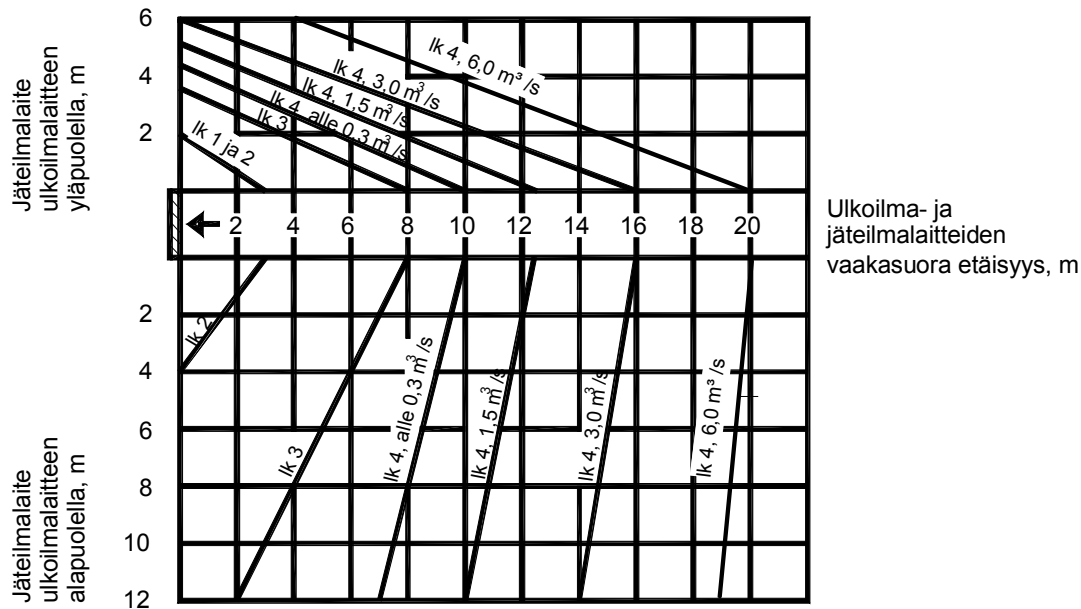 Jäteilmalaite
ulkoilmalaitteen
yläpuolella, m
6
4
2
lk 4, 6,0 m³ /s
lk 4, 3,0 m³ /s
lk 4, 1,5 m³ /s
lk 4, alle 0,3 m³ /s
lk 3
lk 1 ja 2
2 4 6 8 10 12 14 16 18 20
Ulkoilma- ja
jäteilmalaitteiden
vaakasuora etäisyys, m
Jäteilmalaite
ulkoilmalaitteen
alapuolella, m
2
4
6
8
10
12
lk 2
lk 3
lk 4, alle 0,3 m³ /s
lk 4, 1,5 m³ /s
lk 4, 3,0 m³ /s
lk 4, 6,0 m³ /s